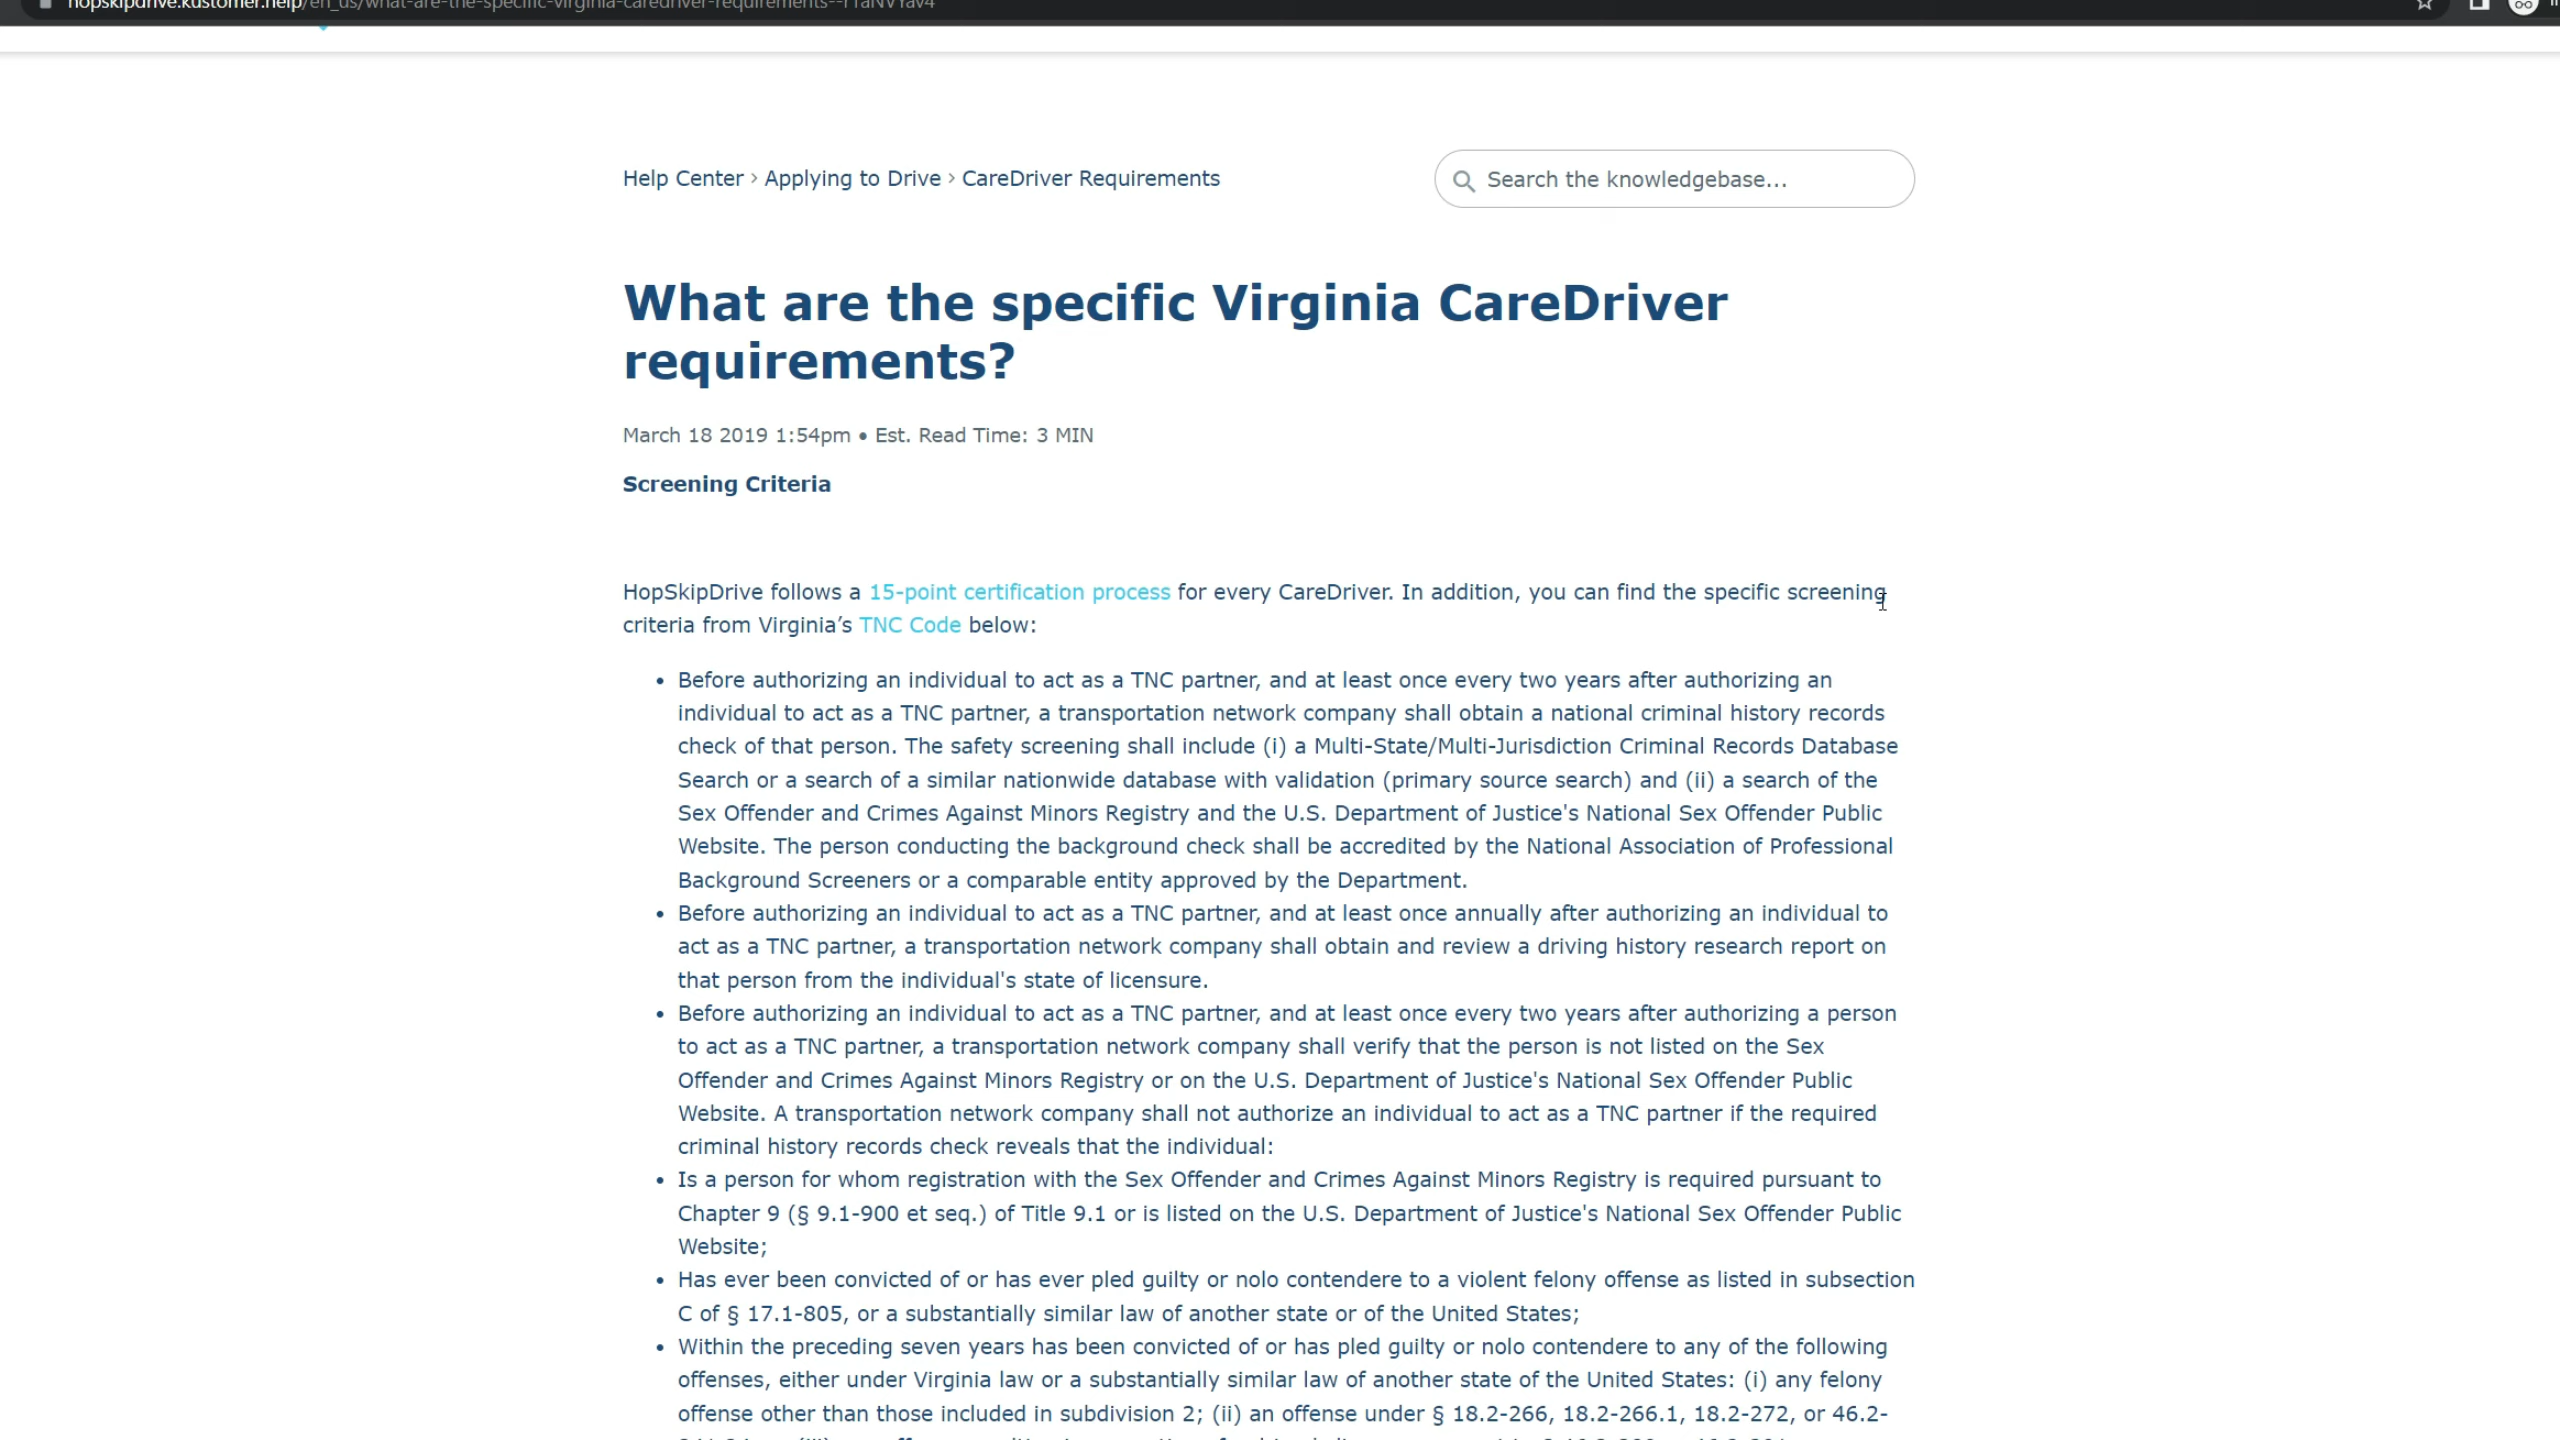 hopskipdrive.kustomer.help/en_us/what-are-the-specific-virginia-caredriver-requirements--
Help Center › Applying to Drive › CareDriver Requirements
Search the knowledgebase...
What are the specific Virginia CareDriver
requirements?
March 18 2019 1:54pm • Est. Read Time: 3 MIN
Screening Criteria
HopSkipDrive follows a 15-point certification process for every CareDriver. In addition, you can find the specific screening
criteria from Virginia’s TNC Code below:
• Before authorizing an individual to act as a TNC partner, and at least once every two years after authorizing an
individual to act as a TNC partner, a transportation network company shall obtain a national criminal history records
check of that person. The safety screening shall include (i) a Multi-State/Multi-Jurisdiction Criminal Records Database
Search or a search of a similar nationwide database with validation (primary source search) and (ii) a search of the
Sex Offender and Crimes Against Minors Registry and the U.S. Department of Justice's National Sex Offender Public
Website. The person conducting the background check shall be accredited by the National Association of Professional
Background Screeners or a comparable entity approved by the Department.
• Before authorizing an individual to act as a TNC partner, and at least once annually after authorizing an individual to
act as a TNC partner, a transportation network company shall obtain and review a driving history research report on
that person from the individual's state of licensure.
• Before authorizing an individual to act as a TNC partner, and at least once every two years after authorizing a person
to act as a TNC partner, a transportation network company shall verify that the person is not listed on the Sex
Offender and Crimes Against Minors Registry or on the U.S. Department of Justice's National Sex Offender Public
Website. A transportation network company shall not authorize an individual to act as a TNC partner if the required
criminal history records check reveals that the individual:
• Is a person for whom registration with the Sex Offender and Crimes Against Minors Registry is required pursuant to
Chapter 9 (§ 9.1-900 et seq.) of Title 9.1 or is listed on the U.S. Department of Justice's National Sex Offender Public
Website;
• Has ever been convicted of or has ever pled guilty or nolo contendere to a violent felony offense as listed in subsection
C of § 17.1-805, or a substantially similar law of another state or of the United States;
• Within the preceding seven years has been convicted of or has pled guilty or nolo contendere to any of the following
offenses, either under Virginia law or a substantially similar law of another state of the United States: (i) any felony
offense other than those included in subdivision 2; (ii) an offense under § 18.2-266, 18.2-266.1, 18.2-272, or 46.2-